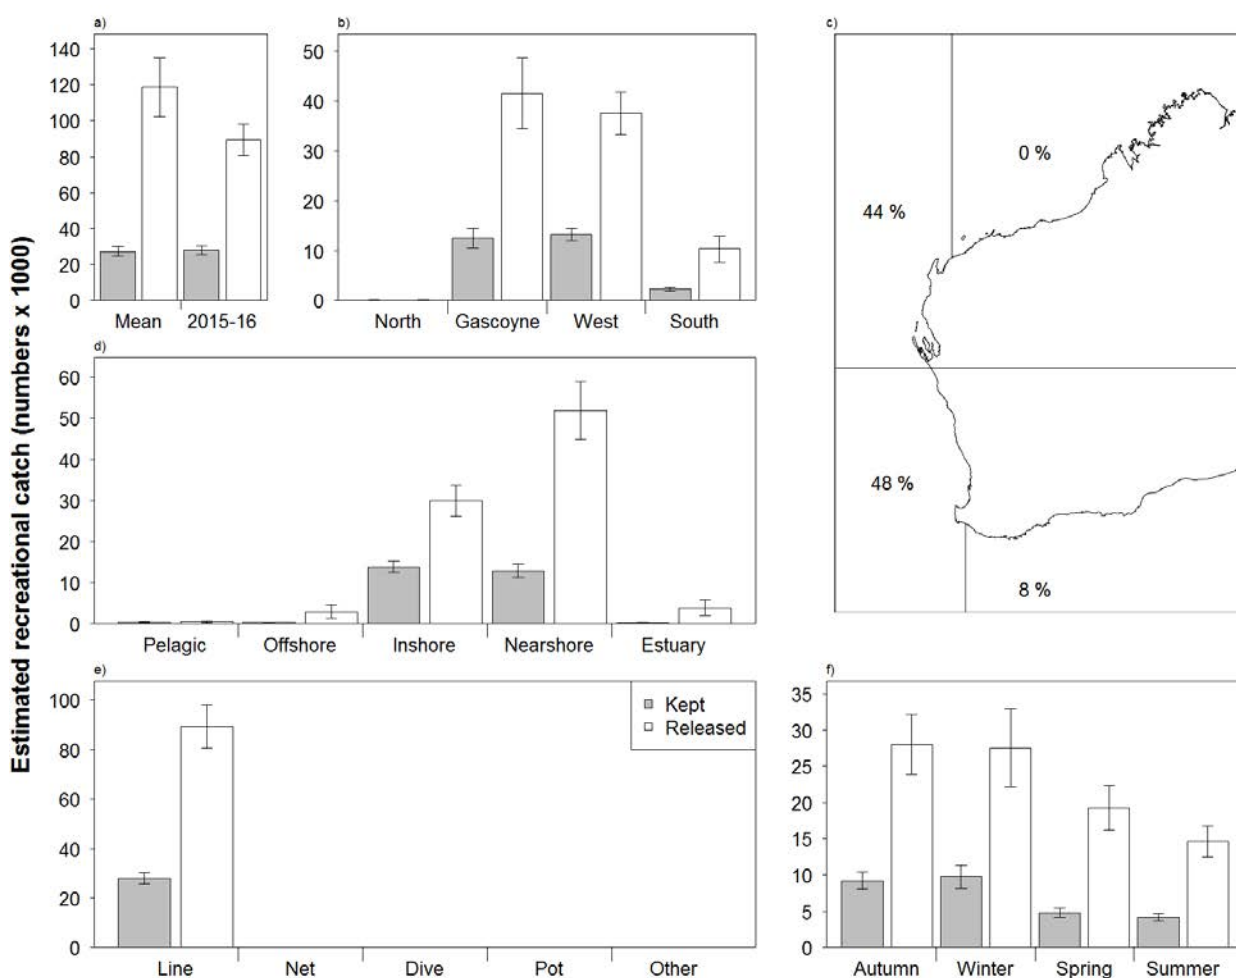 Estimated recreational catch (numbers x 1000)
a)
140
120
100
80
60
40
20
0
Mean 2015-16
b)
50
40
30
20
10
0
North Gascoyne West South
c)
0 %
44 %
48 %
8 %
d)
60
50
40
30
20
10
0
Pelagic Offshore Inshore Nearshore Estuary
e)
100
80
60
40
20
0
Kept
Released
Line Net Dive Pot Other
f)
35
30
25
20
15
10
5
0
Autumn Winter Spring Summer